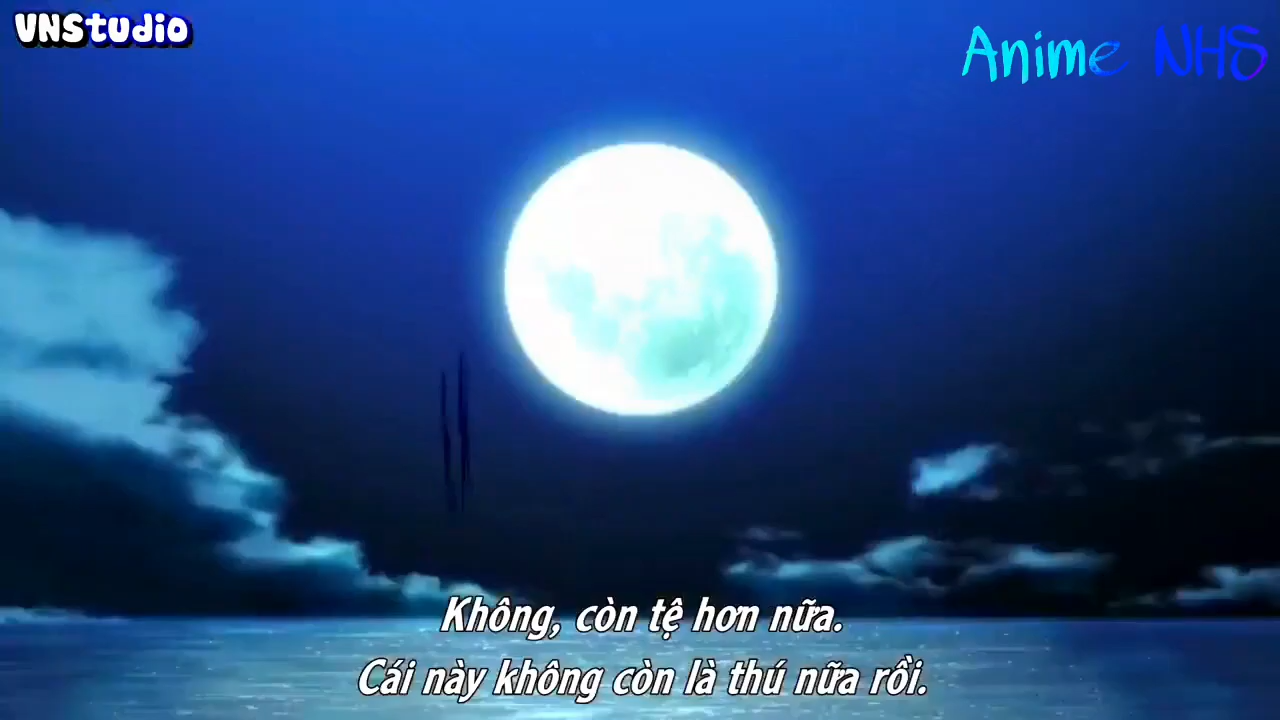 VNStudio
Anime NHS
Không, còn tệ hơn nữa.
Cái này không còn là thú nữa rồi.